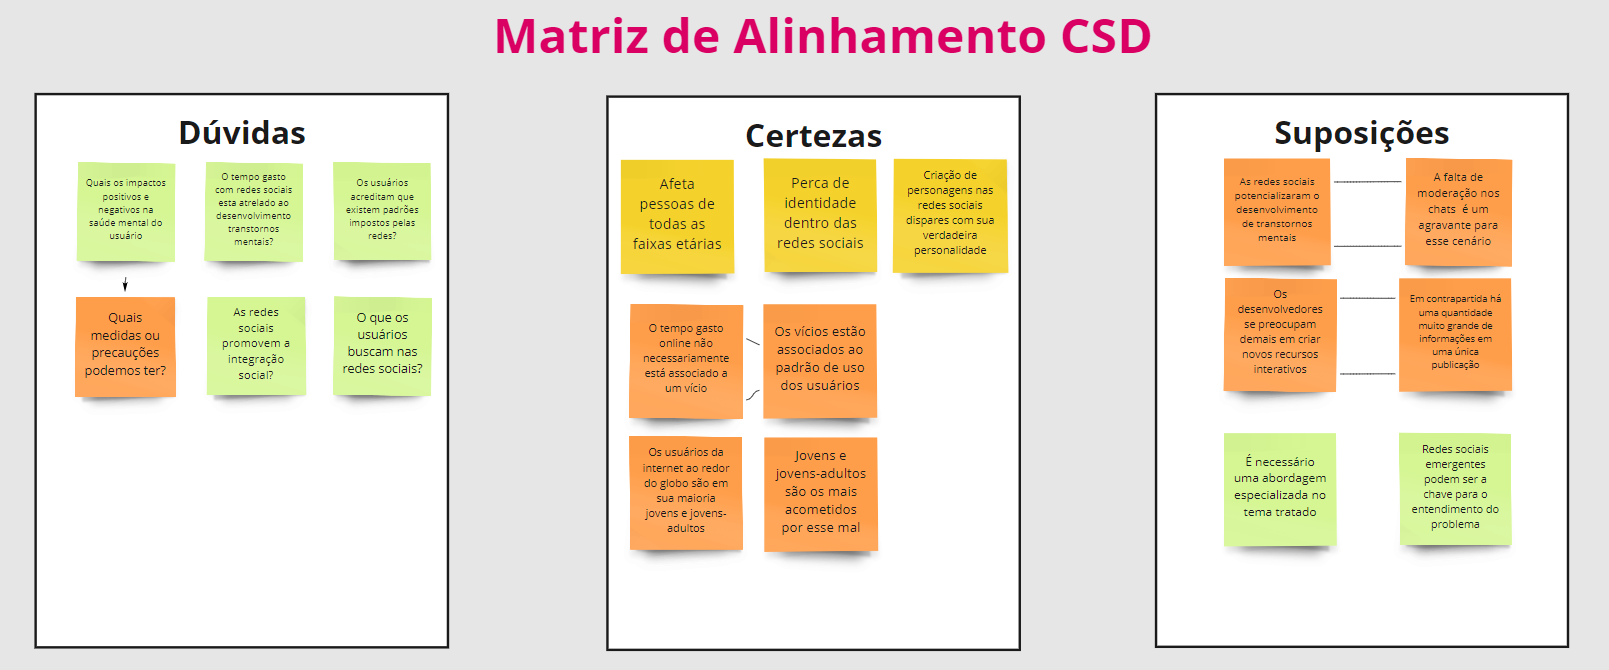 Matriz de Alinhamento CSD
Dúvidas
Quais os impactos
positivos e
negativos na
saúde mental do
usuário
O tempo gasto
com redes sociais
esta atrelado ao
desenvolvimento
transtornos
mentais?
Os usuários
acreditam que
existem padrões
impostos pelas
redes?
Quais
medidas ou
precauções
podemos ter?
As redes
sociais
promovem a
integração
social?
O que os
usuários
buscam nas
redes sociais?
Certezas
Afeta
pessoas de
todas as
faixas etárias
Perca de
identidade
dentro das
redes sociais
Criação de
personagens nas
redes sociais
dispares com sua
verdadeira
personalidade
O tempo gasto
online não
necessariamente
está associado a
um vício
Os vícios estão
associados ao
padrão de uso
dos usuários
Os usuários da
internet ao redor
do globo são em
sua maioria
jovens e jovens-
adultos
Jovens e
jovens-adultos
são os mais
acometidos
por esse mal
Suposições
As redes sociais
potencializaram o
desenvolvimento
de transtornos
mentais
A falta de
moderação nos
chats é um
agravante para
esse cenário
Os
desenvolvedores
se preocupam
demais em criar
novos recursos
interativos
Em contrapartida há
uma quantidade
muito grande de
informações em
uma única
publicação
É necessário
uma abordagem
especializada no
tema tratado
Redes sociais
emergentes
podem ser a
chave para o
entendimento do
problema